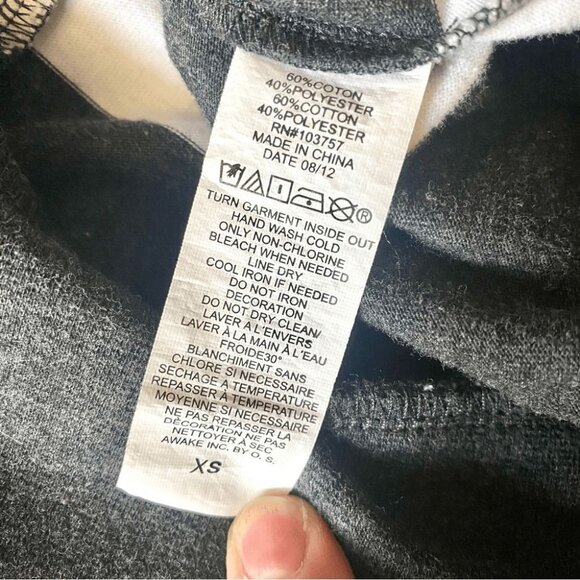 60%COTON
40%POLYESTER
60%COTTON
40%POLYESTER
RN#103757
MADE IN CHINA
DATE 08/12
®
TURN GARMENT INSIDE OUT
HAND WASH COLD
ONLY NON-CHLORINE
BLEACH WHEN NEEDED
LINE DRY
COOL IRON IF NEEDED
DO NOT IRON
DECORATION
DO NOT DRY CLEAN/
LAVER À L'ENVERS
LAVER À LA MAIN À L'EAU
FROIDE30°
BLANCHIMENT SANS
CHLORE SI NECESSAIRE
SECHAGE A TEMPERATURE
REPASSER À TEMPERATURE
MOYENNE SI NECESSAIRE
NE PAS REPASSER LA
DÉCORATION NE PAS
NETTOYER À SEC
AWAKE INC. BY O. S.
XS